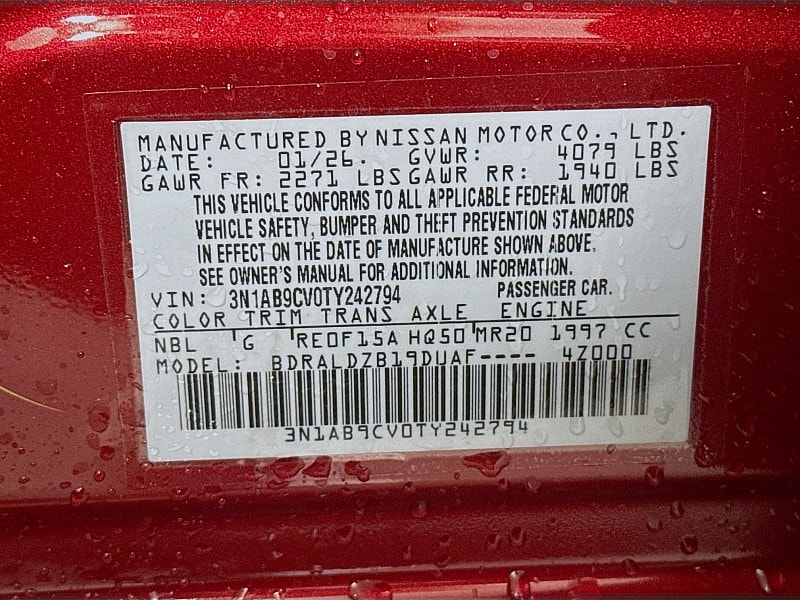 MANUFACTURED BY NISSAN MOTOR CO., LTD.
DATE: 01/26. GVWR: 4079 LBS
GAWR FR: 2271 LBS GAWR RR: 1940 LBS
THIS VEHICLE CONFORMS TO ALL APPLICABLE FEDERAL MOTOR
VEHICLE SAFETY, BUMPER AND THEFT PREVENTION STANDARDS
IN EFFECT ON THE DATE OF MANUFACTURE SHOWN ABOVE.
SEE OWNER'S MANUAL FOR ADDITIONAL INFORMATION.
VIN: 3N1AB9CV0TY242794 PASSENGER CAR.
COLOR TRIM TRANS AXLE ENGINE
NBL G RE0F15A HQ50 MR20 1997 CC
MODEL: BDRALDZB19DUAF---- 4Z000
3N1AB9CV0TY242794